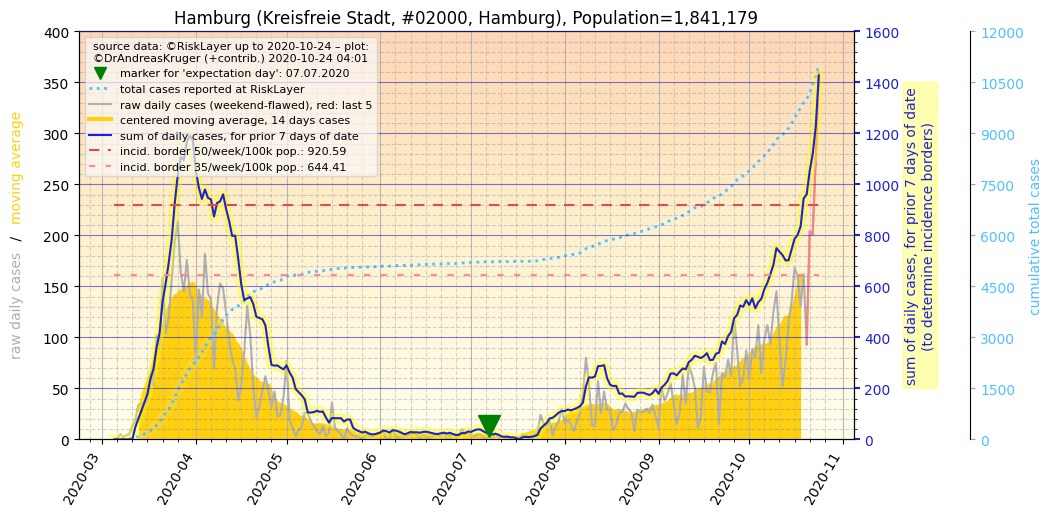 Hamburg (Kreisfreie Stadt, #02000, Hamburg), Population=1,841,179
source data: ©RiskLayer up to 2020-10-24 – plot:
©DrAndreasKruger (+contrib.) 2020-10-24 04:01
marker for 'expectation day': 07.07.2020
total cases reported at RiskLayer
raw daily cases (weekend-flawed), red: last 5
centered moving average, 14 days cases
sum of daily cases, for prior 7 days of date
incid. border 50/week/100k pop.: 920.59
incid. border 35/week/100k pop.: 644.41
raw daily cases / moving average
400
350
300
250
200
150
100
50
0
1600
1400
1200
1000
800
600
400
200
0
sum of daily cases, for prior 7 days of date
(to determine incidence borders)
12000
10500
9000
7500
6000
4500
3000
1500
0
cumulative total cases
2020-03
2020-04
2020-05
2020-06
2020-07
2020-08
2020-09
2020-10
2020-11